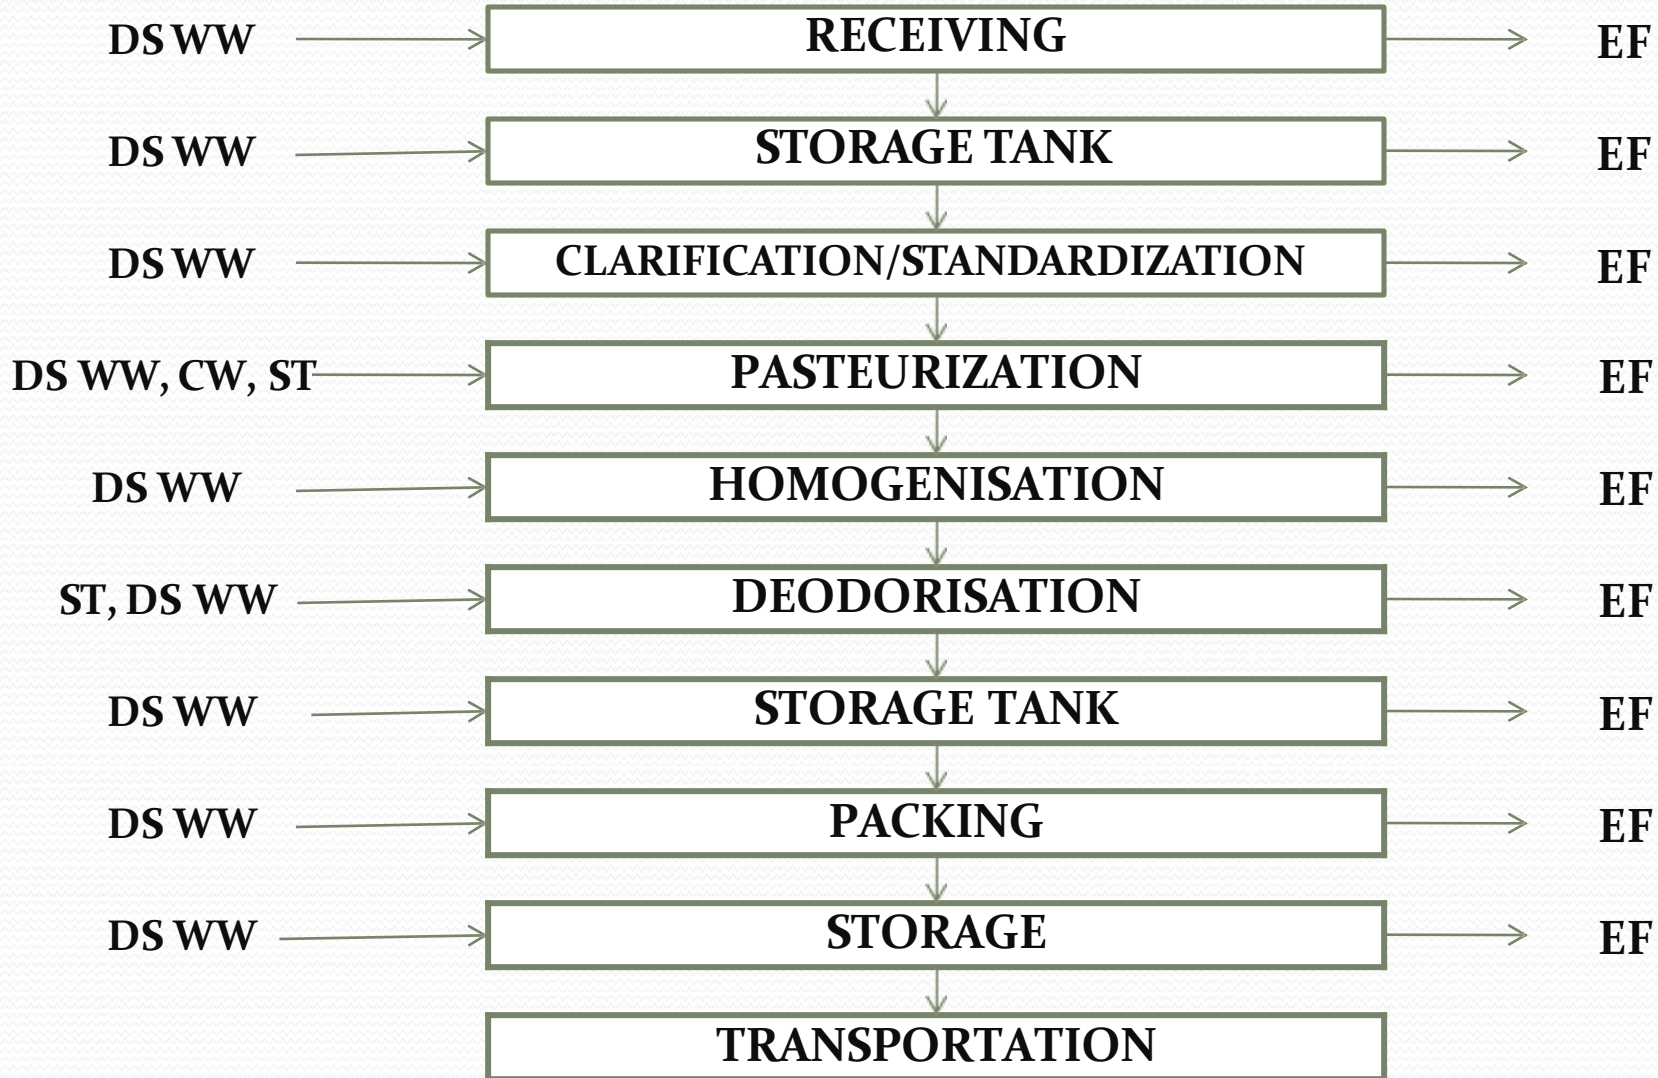 DS WW RECEIVING EF
DS WW STORAGE TANK EF
DS WW CLARIFICATION/STANDARDIZATION EF
DS WW, CW, ST PASTEURIZATION EF
DS WW HOMOGENISATION EF
ST, DS WW DEODORISATION EF
DS WW STORAGE TANK EF
DS WW PACKING EF
DS WW STORAGE EF
TRANSPORTATION